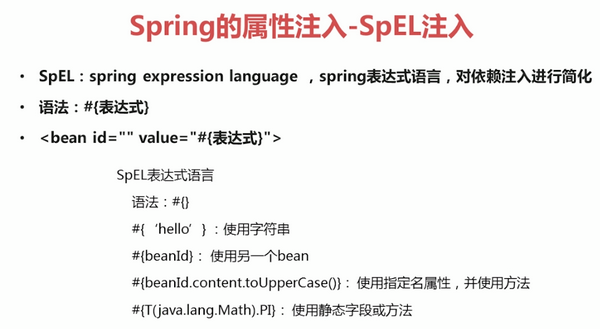 Spring的属性注入-SpEL注入
• SpEL：spring expression language ，spring表达式语言，对依赖注入进行简化
• 语法：#{表达式}
• <bean id="" value="#{表达式}">
SpEL表达式语言
语法：#{}
#{‘hello’}：使用字符串
#{beanId}：使用另一个bean
#{beanId.content.toUpperCase()}：使用指定名属性，并使用方法
#{T(java.lang.Math).PI}：使用静态字段或方法